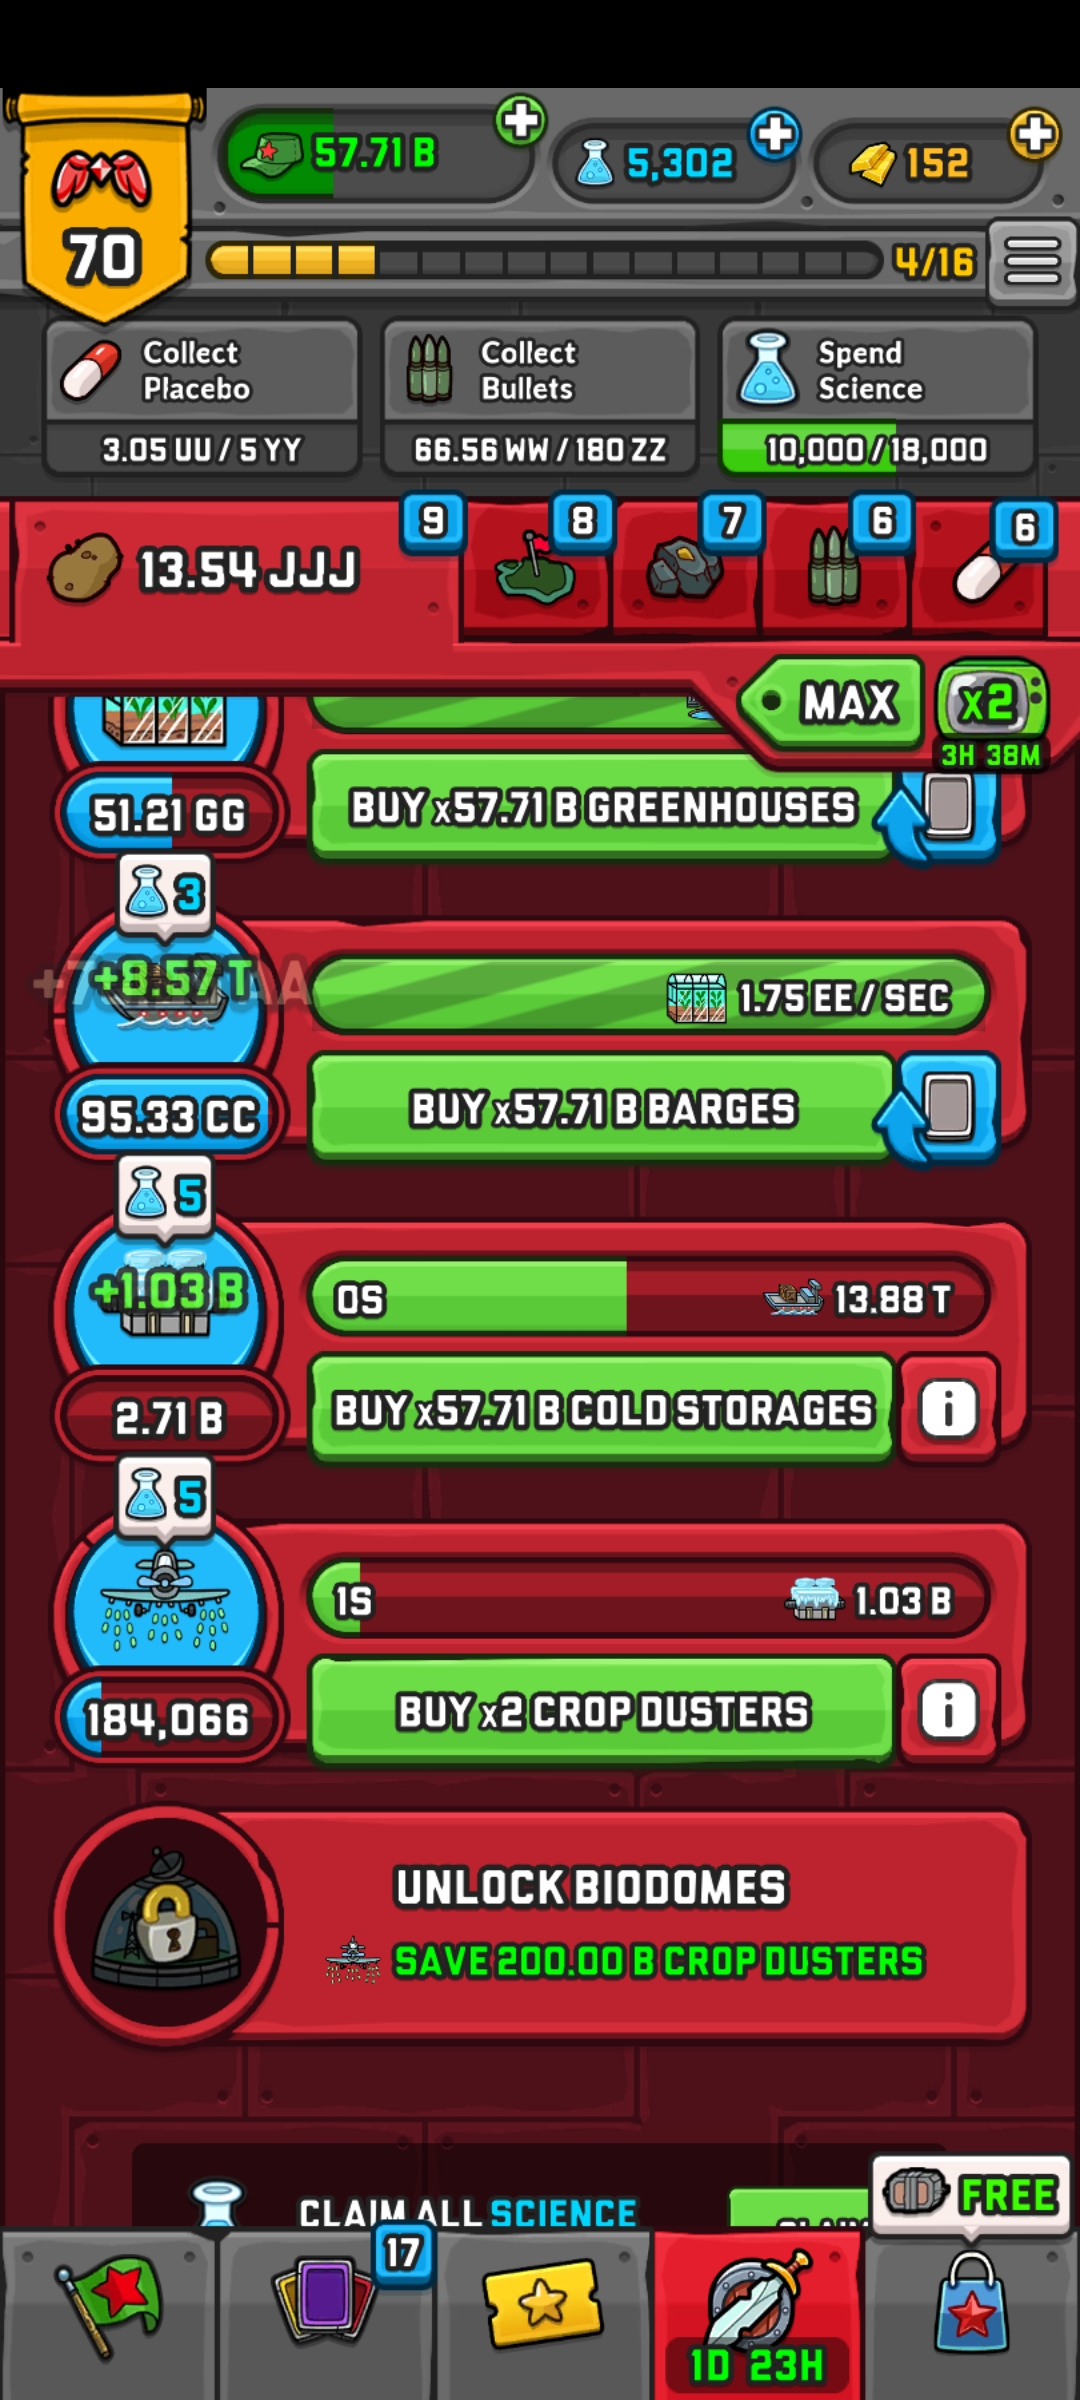 57.71 B
5,302
152
70
4/16
Collect
Placebo
3.05 UU / 5 YY
Collect
Bullets
66.56 WW / 180 ZZ
Spend
Science
10,000 / 18,000
13.54 JJJ
9
8
7
6
6
MAX
x2
3H 38M
51.21 GG
BUY x57.71 B GREENHOUSES
3
+8.57 T
1.75 EE / SEC
95.33 CC
BUY x57.71 B BARGES
5
+1.03 B
0S
13.88 T
2.71 B
BUY x57.71 B COLD STORAGES
i
5
1S
1.03 B
184,066
BUY x2 CROP DUSTERS
i
UNLOCK BIODOMES
SAVE 200.00 B CROP DUSTERS
CLAIM ALL SCIENCE
FREE
17
1D 23H